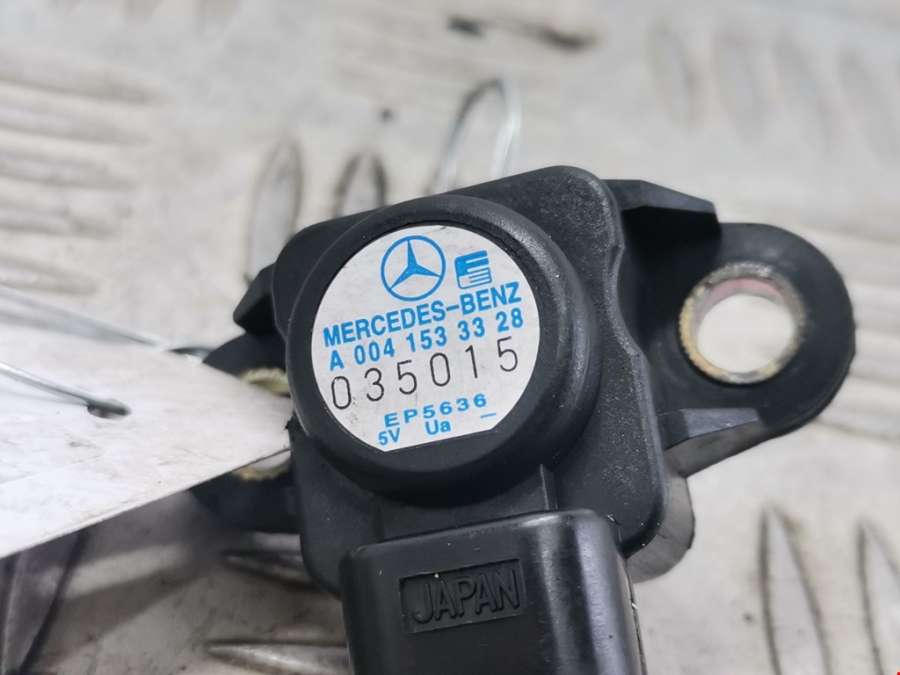 MERCEDES-BENZ
A 004 153 33 28
035015
EP5636
5V Ua –
JAPAN